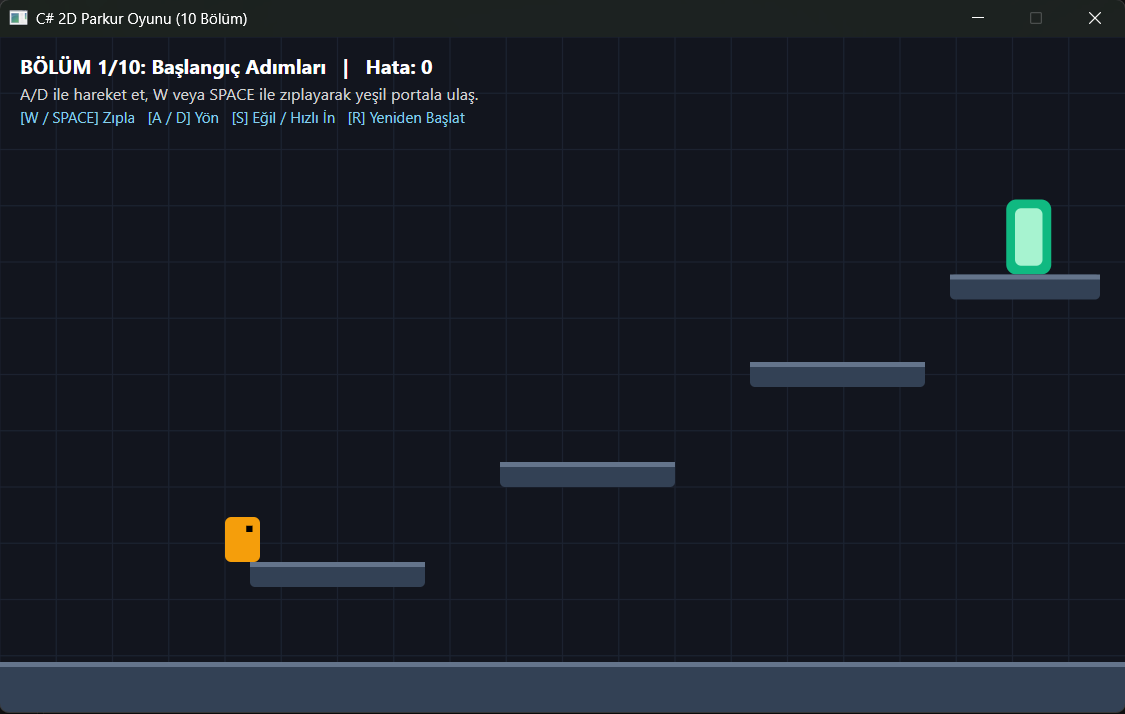 C# 2D Parkur Oyunu (10 Bölüm)
BÖLÜM 1/10: Başlangıç Adımları | Hata: 0
A/D ile hareket et, W veya SPACE ile zıplayarak yeşil portala ulaş.
[W / SPACE] Zıpla [A / D] Yön [S] Eğil / Hızlı İn [R] Yeniden Başlat